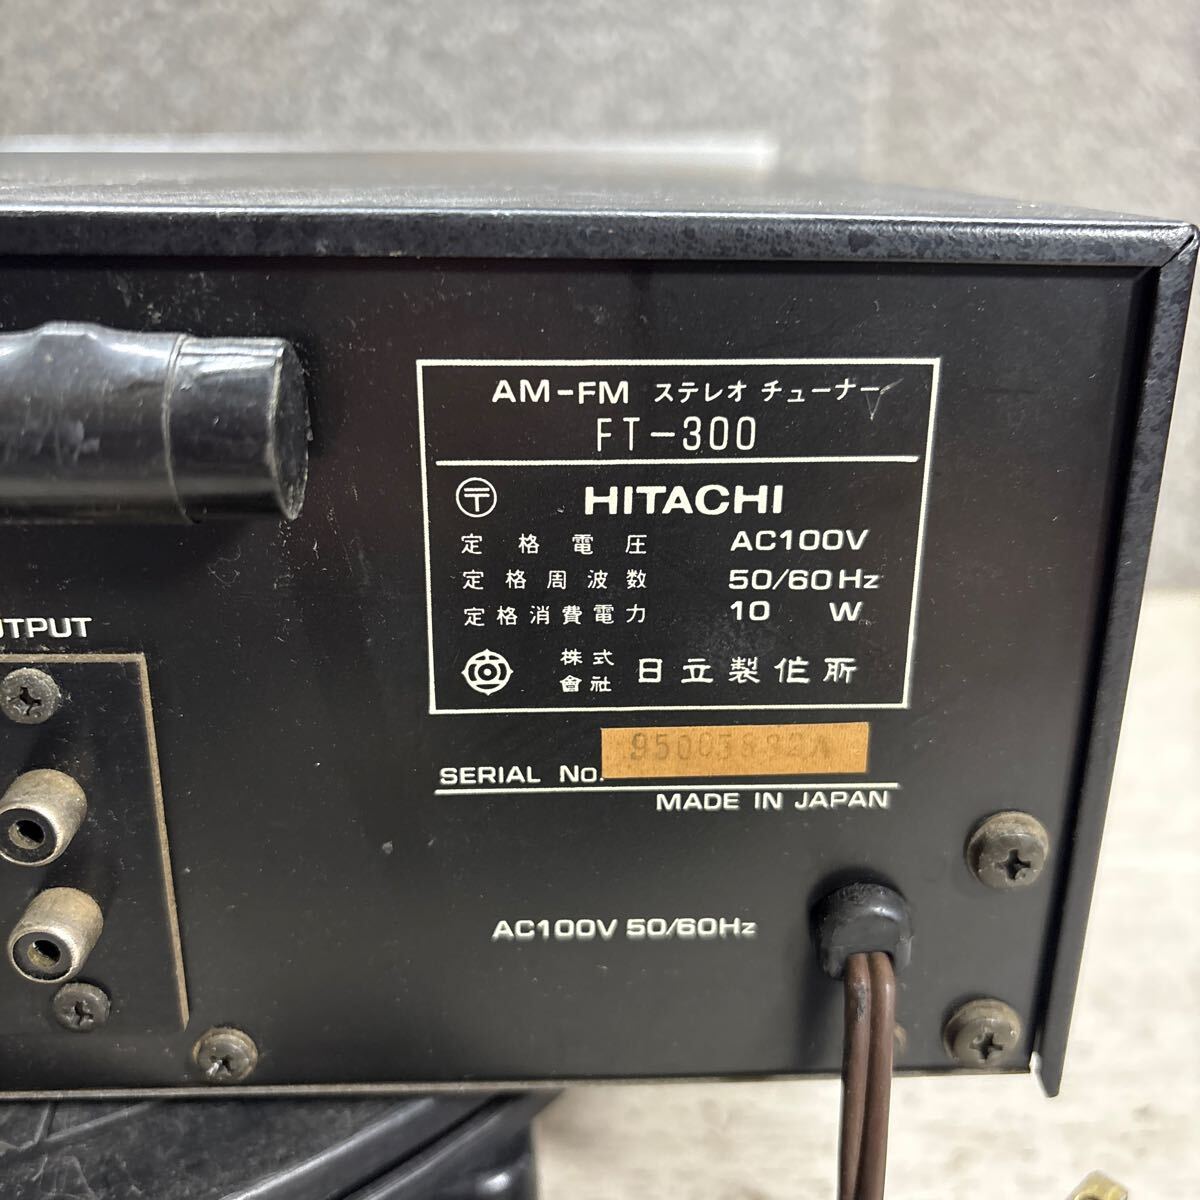 AM-FM ステレオ チューナー
FT-300
〶 HITACHI
定格電圧 AC100V
定格周波数 50/60Hz
定格消費電力 10 W
株式會社 日立製作所
SERIAL No.
MADE IN JAPAN
AC100V 50/60Hz
UTPUT